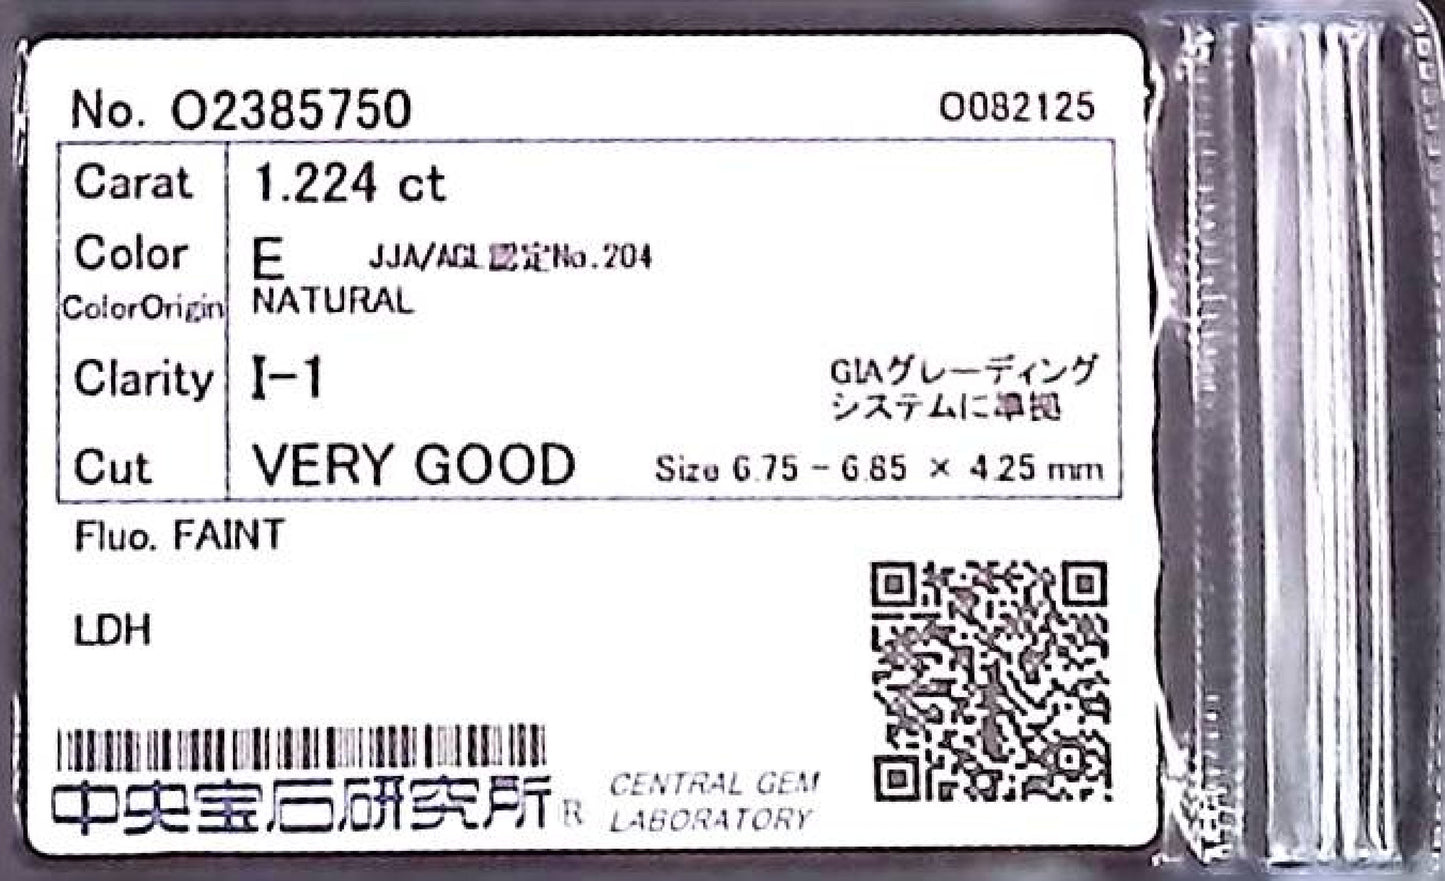 No. O2385750 O082125
Carat 1.224 ct
Color E JJA/AGL認定No.204
ColorOrigin NATURAL
Clarity I-1 GIAグレーディング
システムに準拠
Cut VERY GOOD Size 6.75 - 6.85 × 4.25 mm
Fluo. FAINT
LDH
中央宝石研究所 R CENTRAL GEM
LABORATORY